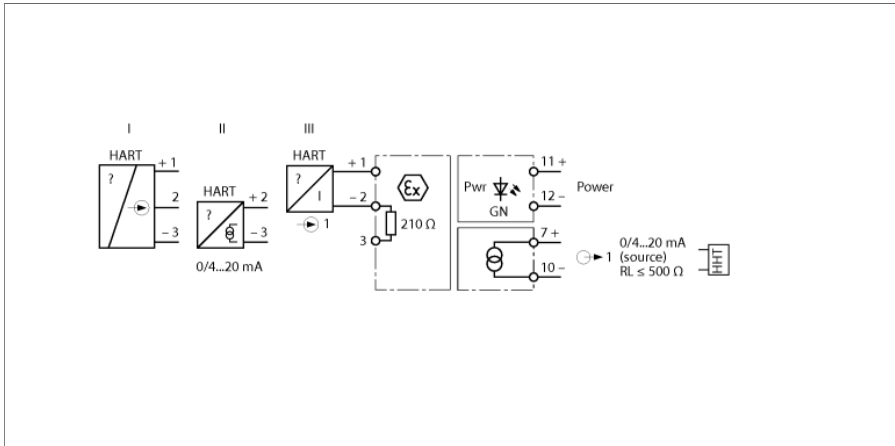 I II III
HART
?
+ 1
2
– 3
HART
?
+ 2
– 3
0/4...20 mA
HART
?
I
+ 1
– 2
3
1
Ex
210 Ω
Pwr
GN
11 +
12 –
Power
7 +
10 –
1
0/4...20 mA
(source)
RL ≤ 500 Ω
HHT